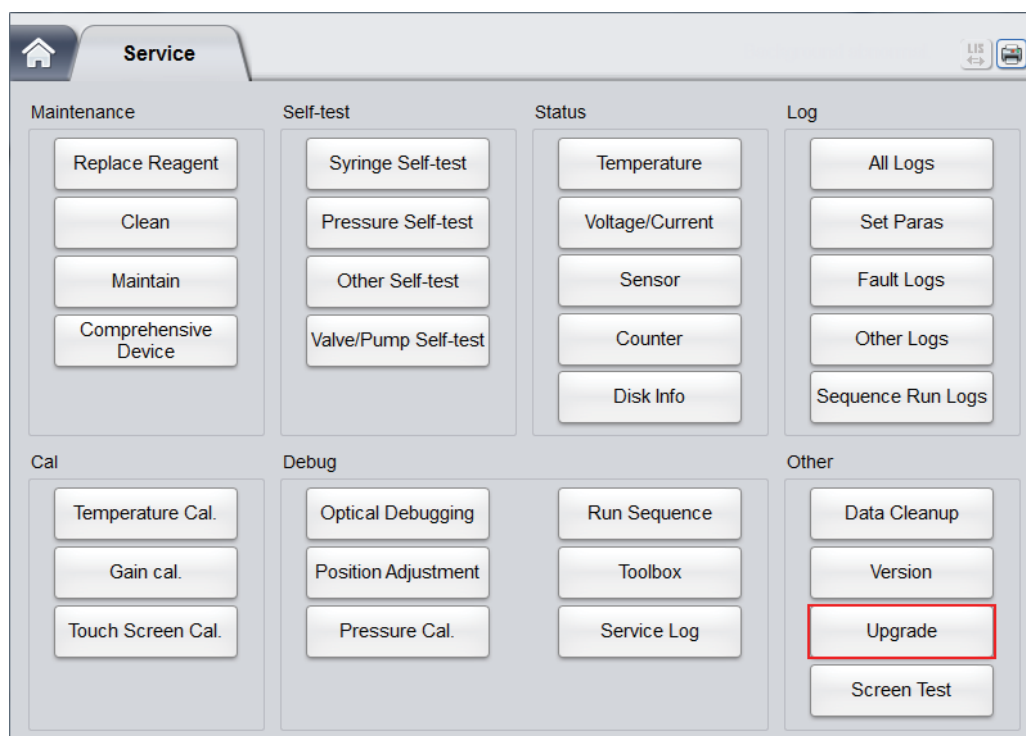 Service
LIS
Maintenance
Replace Reagent
Clean
Maintain
Comprehensive
Device
Self-test
Syringe Self-test
Pressure Self-test
Other Self-test
Valve/Pump Self-test
Status
Temperature
Voltage/Current
Sensor
Counter
Disk Info
Log
All Logs
Set Paras
Fault Logs
Other Logs
Sequence Run Logs
Cal
Temperature Cal.
Gain cal.
Touch Screen Cal.
Debug
Optical Debugging
Position Adjustment
Pressure Cal.
Run Sequence
Toolbox
Service Log
Other
Data Cleanup
Version
Upgrade
Screen Test